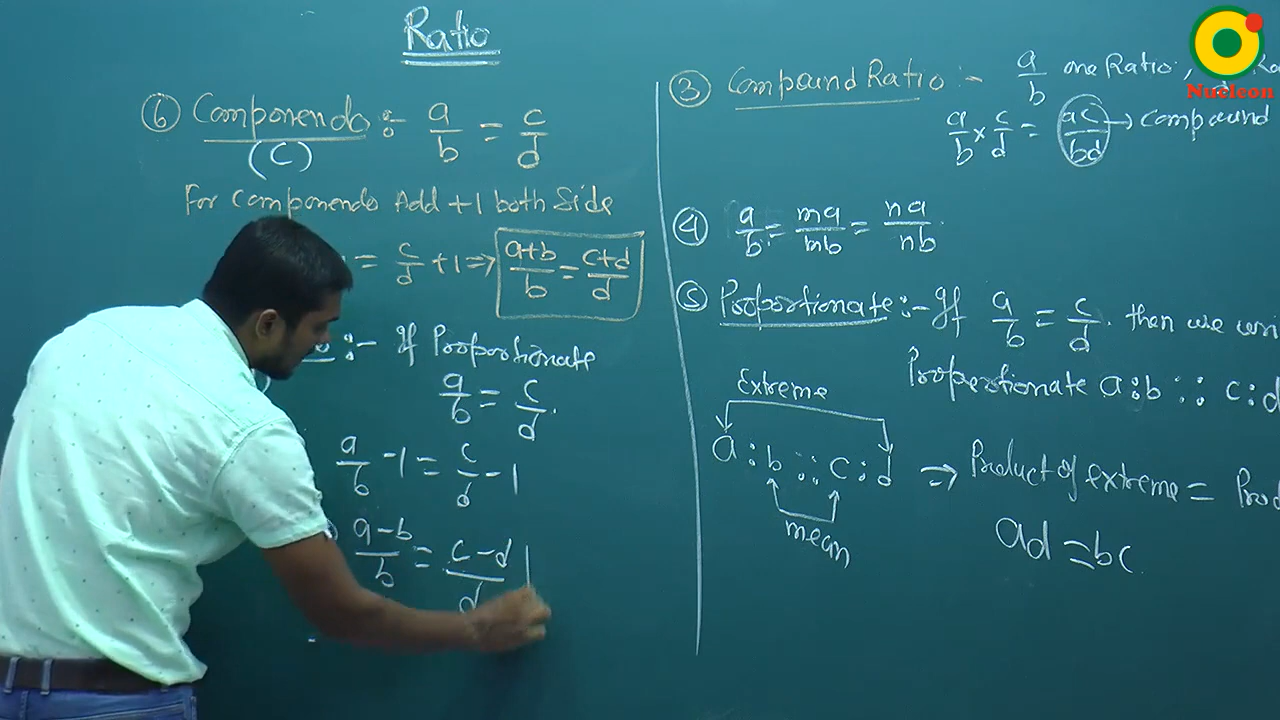 Ratio
⑥ Componendo :- a/b = c/d
(C)
For Componendo Add +1 both Side
= c/d +1 ⇒ a+b/b = c+d/d
:- If Proportionate
a/b = c/d.
a/b -1 = c/d -1
a-b/b = c-d/d
③ Compound Ratio :- a/b one Ratio,
a/b × c/d = ac/bd → Compound
④ a/b = ma/mb = na/nb
⑤ Proportionate :- If a/b = c/d. then we
Propertionate a:b :: c:d
Extreme
a:b :: c:d ⇒ Product of extreme =
mean
ad = bc
Nucleon